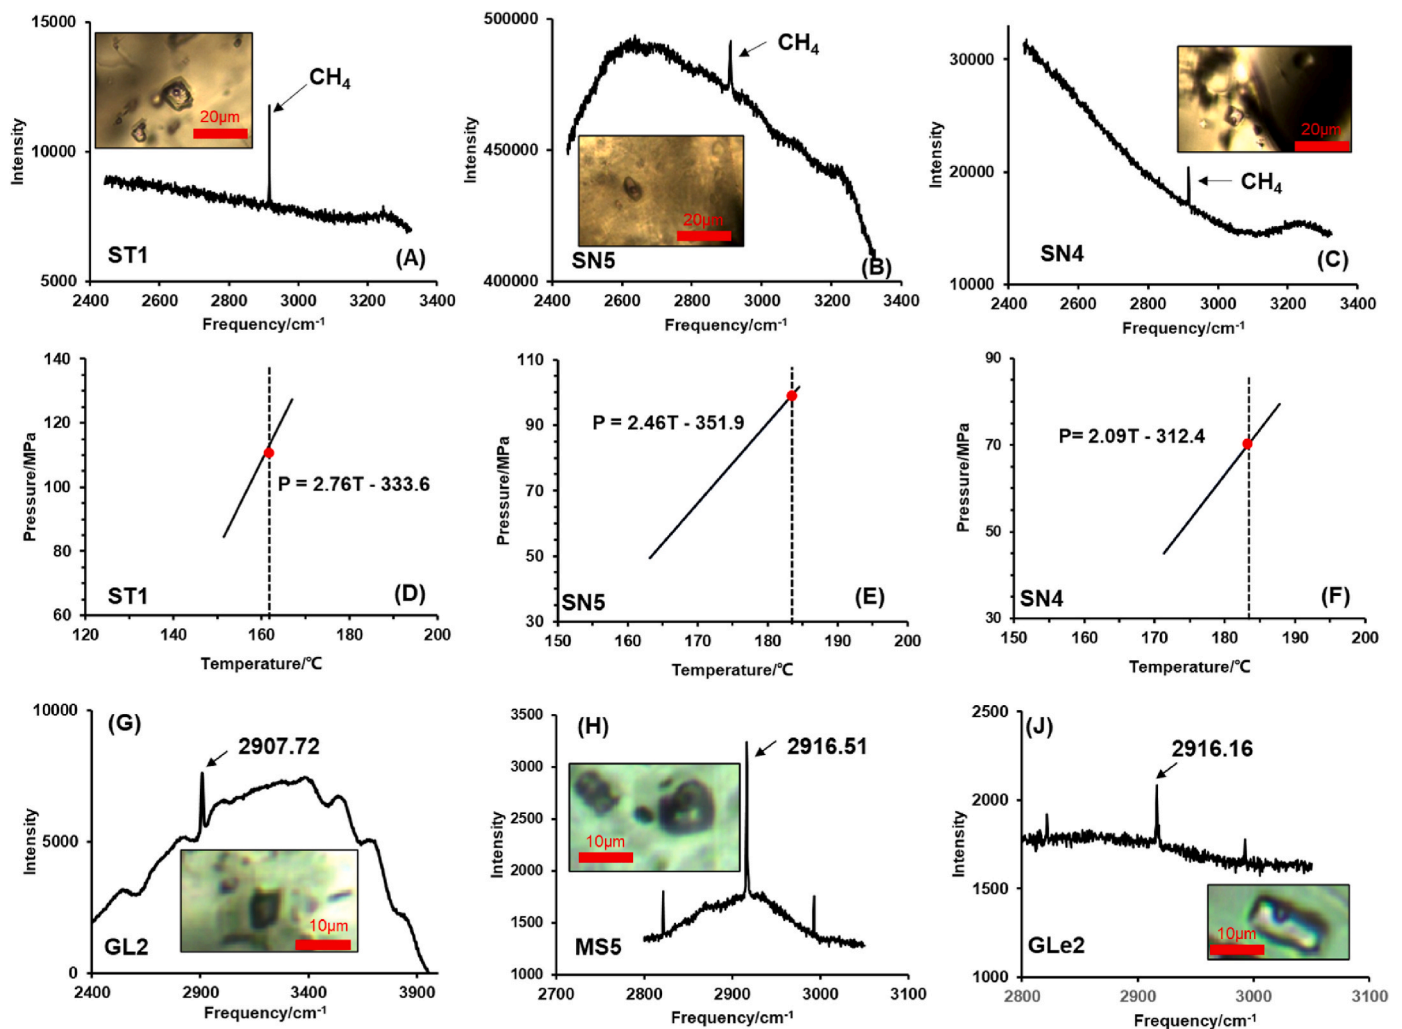 15000
10000
5000
Intensity
20μm
CH4
ST1
(A)
2400 2600 2800 3000 3200 3400
Frequency/cm-1
500000
450000
400000
Intensity
20μm
CH4
SN5
(B)
2400 2600 2800 3000 3200 3400
Frequency/cm-1
30000
20000
10000
Intensity
20μm
CH4
SN4
(C)
2400 2600 2800 3000 3200 3400
Frequency/cm-1
140
120
100
80
60
Pressure/MPa
P = 2.76T - 333.6
ST1
(D)
120 140 160 180 200
Temperature/℃
110
90
70
50
30
Pressure/MPa
P = 2.46T - 351.9
SN5
(E)
150 160 170 180 190 200
Temperature/℃
90
70
50
30
Pressure/MPa
P= 2.09T - 312.4
SN4
(F)
150 160 170 180 190 200
Temperature/℃
10000
5000
0
Intensity
(G)
2907.72
10μm
GL2
2400 2900 3400 3900
Frequency/cm-1
3500
3000
2500
2000
1500
1000
Intensity
(H)
2916.51
10μm
MS5
2700 2800 2900 3000 3100
Frequency/cm-1
2500
2000
1500
1000
Intensity
(J)
2916.16
10μm
GLe2
2800 2900 3000 3100
Frequency/cm-1